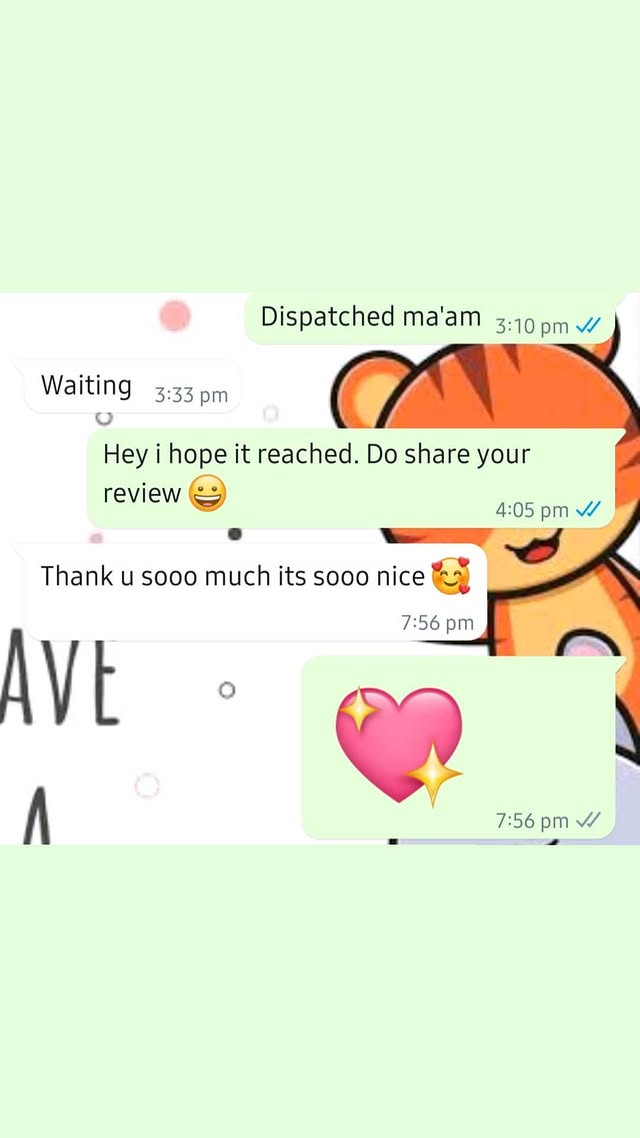 Dispatched ma'am 3:10 pm
Waiting 3:33 pm
Hey i hope it reached. Do share your
review 😀
4:05 pm
Thank u sooo much its sooo nice 🥰
7:56 pm
AVE
A
💖
7:56 pm